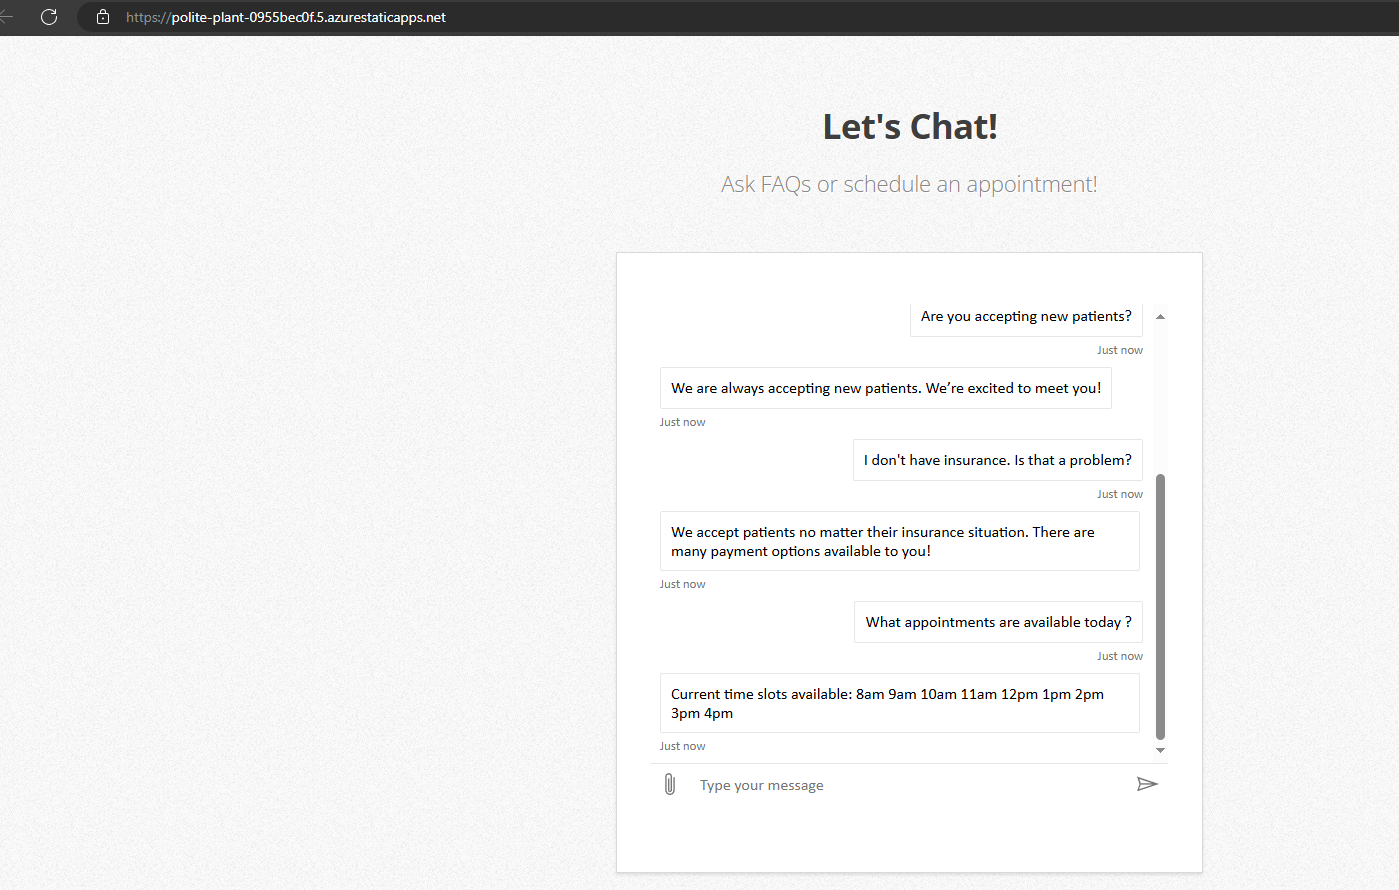 https://polite-plant-0955bec0f.5.azurestaticapps.net
Let's Chat!
Ask FAQs or schedule an appointment!
Are you accepting new patients?
Just now
We are always accepting new patients. We’re excited to meet you!
Just now
I don't have insurance. Is that a problem?
Just now
We accept patients no matter their insurance situation. There are
many payment options available to you!
Just now
What appointments are available today ?
Just now
Current time slots available: 8am 9am 10am 11am 12pm 1pm 2pm
3pm 4pm
Just now
Type your message